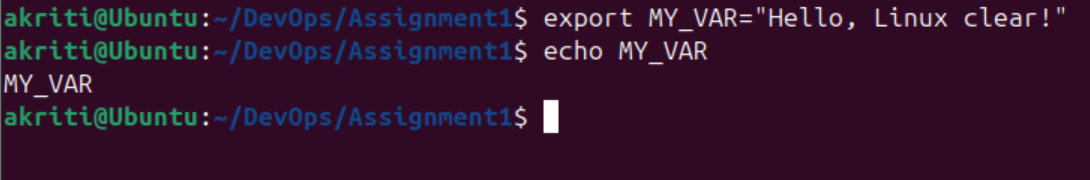 akriti@Ubuntu:~/DevOps/Assignment1$ export MY_VAR="Hello, Linux clear!"
akriti@Ubuntu:~/DevOps/Assignment1$ echo MY_VAR
MY_VAR
akriti@Ubuntu:~/DevOps/Assignment1$